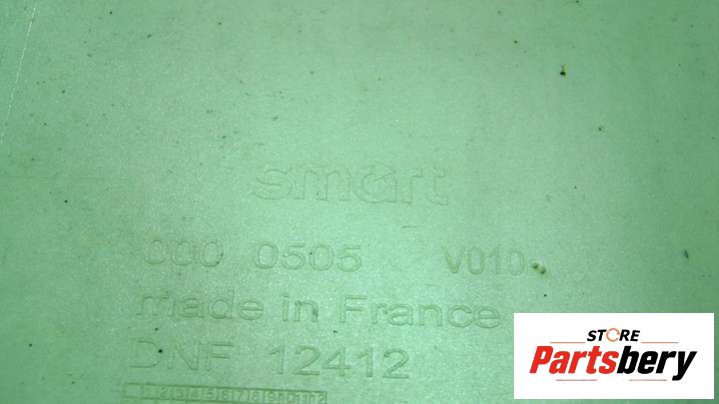 smart
000 0505 V010
made in France
DNF 12412
STORE
Partsbery